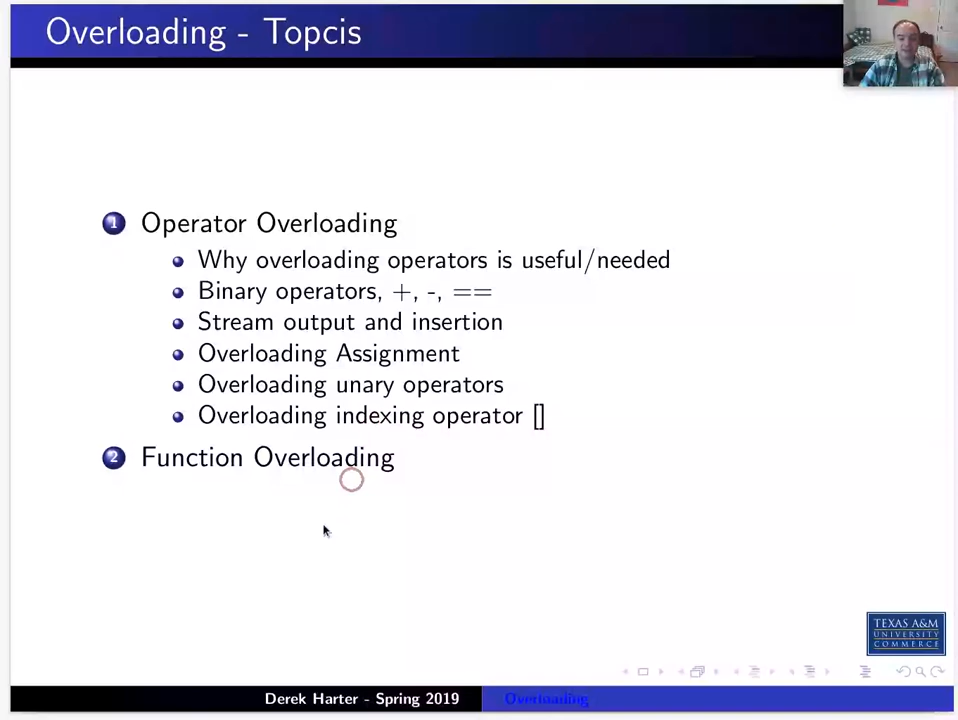 Overloading - Topcis
1 Operator Overloading
Why overloading operators is useful/needed
Binary operators, +, -, ==
Stream output and insertion
Overloading Assignment
Overloading unary operators
Overloading indexing operator []
2 Function Overloading
TEXAS A&M
UNIVERSITY
COMMERCE
Derek Harter - Spring 2019 Overloading